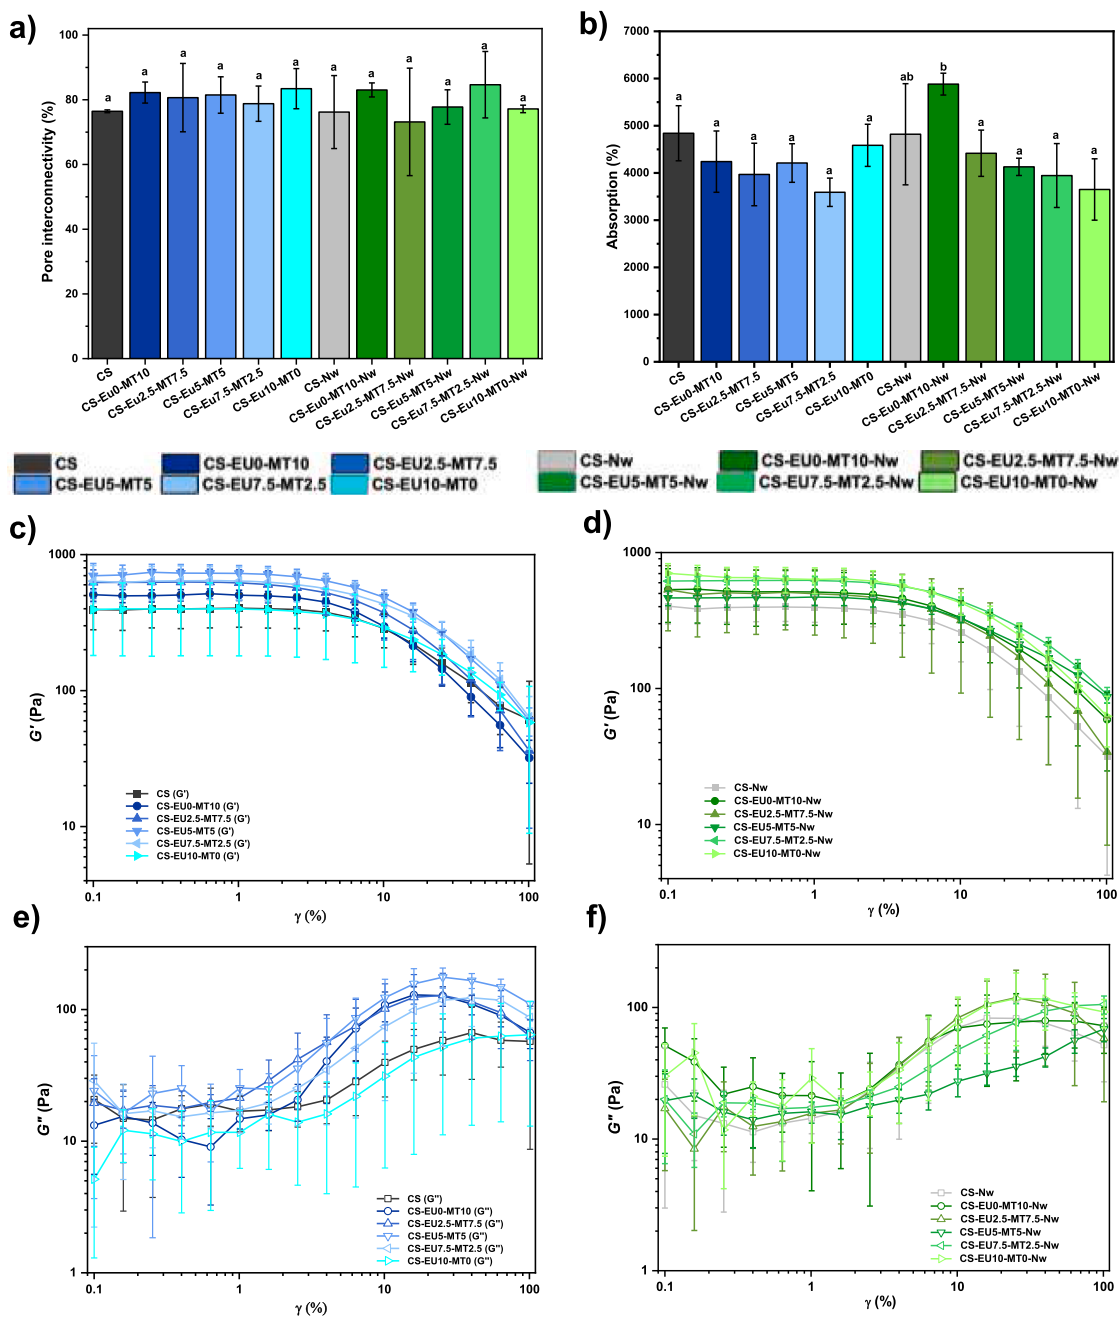 a)
Pore interconnectivity (%)
100
80
60
40
20
0
a a a a a a a a a a a a
CS
CS-Eu0-MT10
CS-Eu2.5-MT7.5
CS-Eu5-MT5
CS-Eu7.5-MT2.5
CS-Eu10-MT0
CS-Nw
CS-Eu0-MT10-Nw
CS-Eu2.5-MT7.5-Nw
CS-Eu5-MT5-Nw
CS-Eu7.5-MT2.5-Nw
CS-Eu10-MT0-Nw
b)
Absorption (%)
7000
6000
5000
4000
3000
2000
1000
0
a a a a a a ab b a a a a
CS
CS-Eu0-MT10
CS-Eu2.5-MT7.5
CS-Eu5-MT5
CS-Eu7.5-MT2.5
CS-Eu10-MT0
CS-Nw
CS-Eu0-MT10-Nw
CS-Eu2.5-MT7.5-Nw
CS-Eu5-MT5-Nw
CS-Eu7.5-MT2.5-Nw
CS-Eu10-MT0-Nw
CS CS-EU0-MT10 CS-EU2.5-MT7.5
CS-EU5-MT5 CS-EU7.5-MT2.5 CS-EU10-MT0
CS-Nw CS-EU0-MT10-Nw CS-EU2.5-MT7.5-Nw
CS-EU5-MT5-Nw CS-EU7.5-MT2.5-Nw CS-EU10-MT0-Nw
c)
G' (Pa)
1000
100
10
CS (G')
CS-EU0-MT10 (G')
CS-EU2.5-MT7.5 (G')
CS-EU5-MT5 (G')
CS-EU7.5-MT2.5 (G')
CS-EU10-MT0 (G')
0.1 1 10 100
γ (%)
d)
G' (Pa)
1000
100
10
CS-Nw
CS-EU0-MT10-Nw
CS-EU2.5-MT7.5-Nw
CS-EU5-MT5-Nw
CS-EU7.5-MT2.5-Nw
CS-EU10-MT0-Nw
0.1 1 10 100
γ (%)
e)
G'' (Pa)
100
10
1
CS (G'')
CS-EU0-MT10 (G'')
CS-EU2.5-MT7.5 (G'')
CS-EU5-MT5 (G'')
CS-EU7.5-MT2.5 (G'')
CS-EU10-MT0 (G'')
0.1 1 10 100
γ (%)
f)
G'' (Pa)
100
10
1
CS-Nw
CS-EU0-MT10-Nw
CS-EU2.5-MT7.5-Nw
CS-EU5-MT5-Nw
CS-EU7.5-MT2.5-Nw
CS-EU10-MT0-Nw
0.1 1 10 100
γ (%)